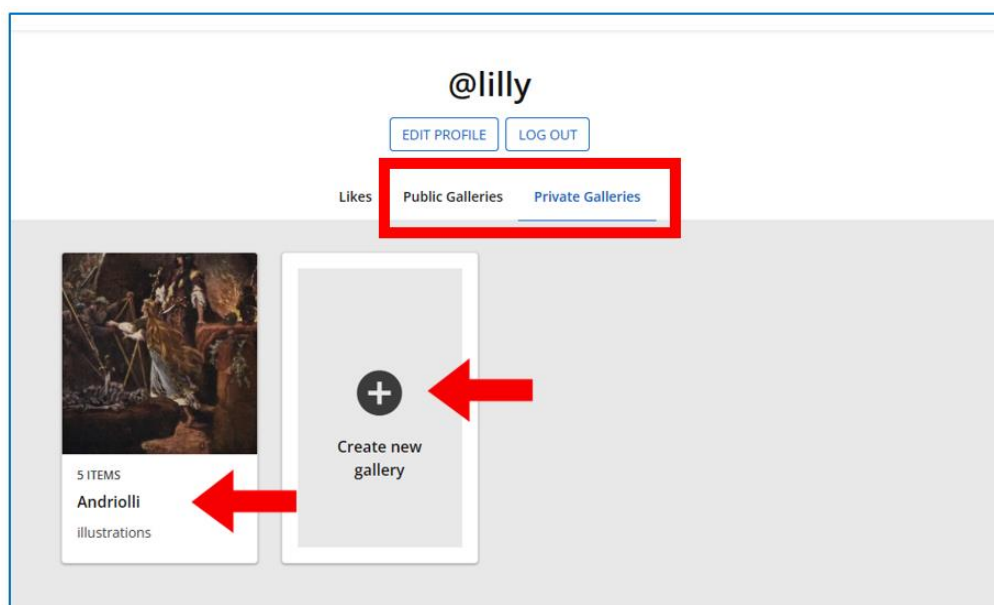 @lilly
EDIT PROFILE LOG OUT
Likes Public Galleries Private Galleries
5 ITEMS
Andriolli
illustrations
Create new
gallery